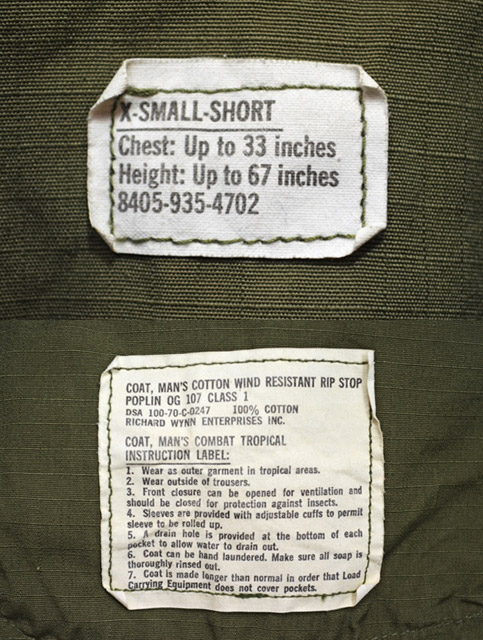 X-SMALL-SHORT
Chest: Up to 33 inches
Height: Up to 67 inches
8405-935-4702
COAT, MAN'S COTTON WIND RESISTANT RIP STOP
POPLIN OG 107 CLASS 1
DSA 100-70-C-0247 100% COTTON
RICHARD WYNN ENTERPRISES INC.
COAT, MAN'S COMBAT TROPICAL
INSTRUCTION LABEL:
1. Wear as outer garment in tropical areas.
2. Wear outside of trousers.
3. Front closure can be opened for ventilation and
should be closed for protection against insects.
4. Sleeves are provided with adjustable cuffs to permit
sleeve to be rolled up.
5. A drain hole is provided at the bottom of each
pocket to allow water to drain out.
6. Coat can be hand laundered. Make sure all soap is
thoroughly rinsed out.
7. Coat is made longer than normal in order that Load
Carrying Equipment does not cover pockets.